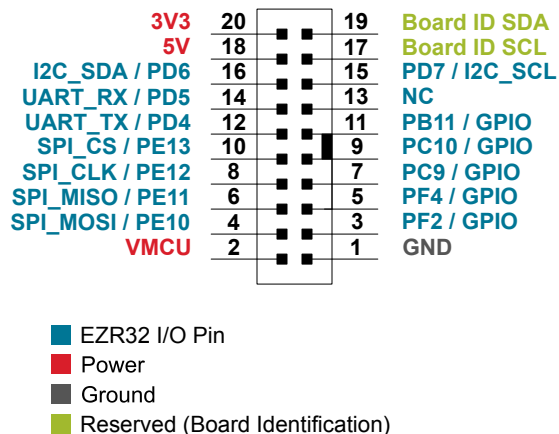 3V3 20 19 Board ID SDA
5V 18 17 Board ID SCL
I2C_SDA / PD6 16 15 PD7 / I2C_SCL
UART_RX / PD5 14 13 NC
UART_TX / PD4 12 11 PB11 / GPIO
SPI_CS / PE13 10 9 PC10 / GPIO
SPI_CLK / PE12 8 7 PC9 / GPIO
SPI_MISO / PE11 6 5 PF4 / GPIO
SPI_MOSI / PE10 4 3 PF2 / GPIO
VMCU 2 1 GND
EZR32 I/O Pin
Power
Ground
Reserved (Board Identification)